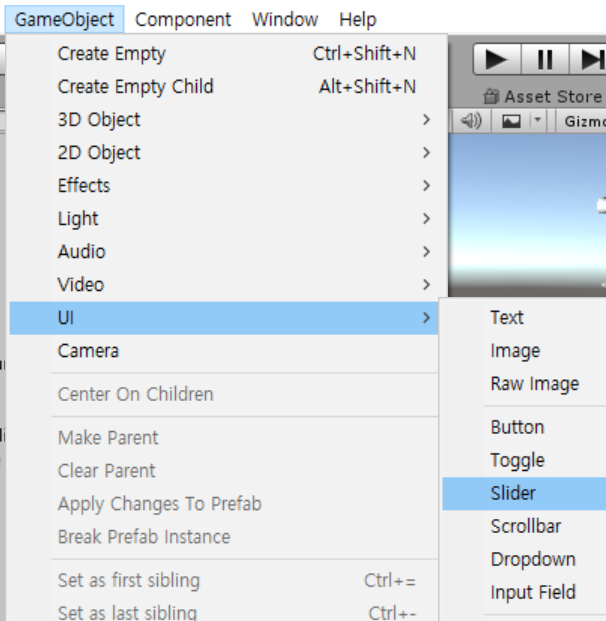 GameObject Component Window Help
Create Empty Ctrl+Shift+N
Create Empty Child Alt+Shift+N
3D Object
2D Object
Effects
Light
Audio
Video
UI
Camera
Center On Children
Make Parent
Clear Parent
Apply Changes To Prefab
Break Prefab Instance
Set as first sibling Ctrl+=
Set as last sibling Ctrl+-
Asset Store
Text
Image
Raw Image
Button
Toggle
Slider
Scrollbar
Dropdown
Input Field